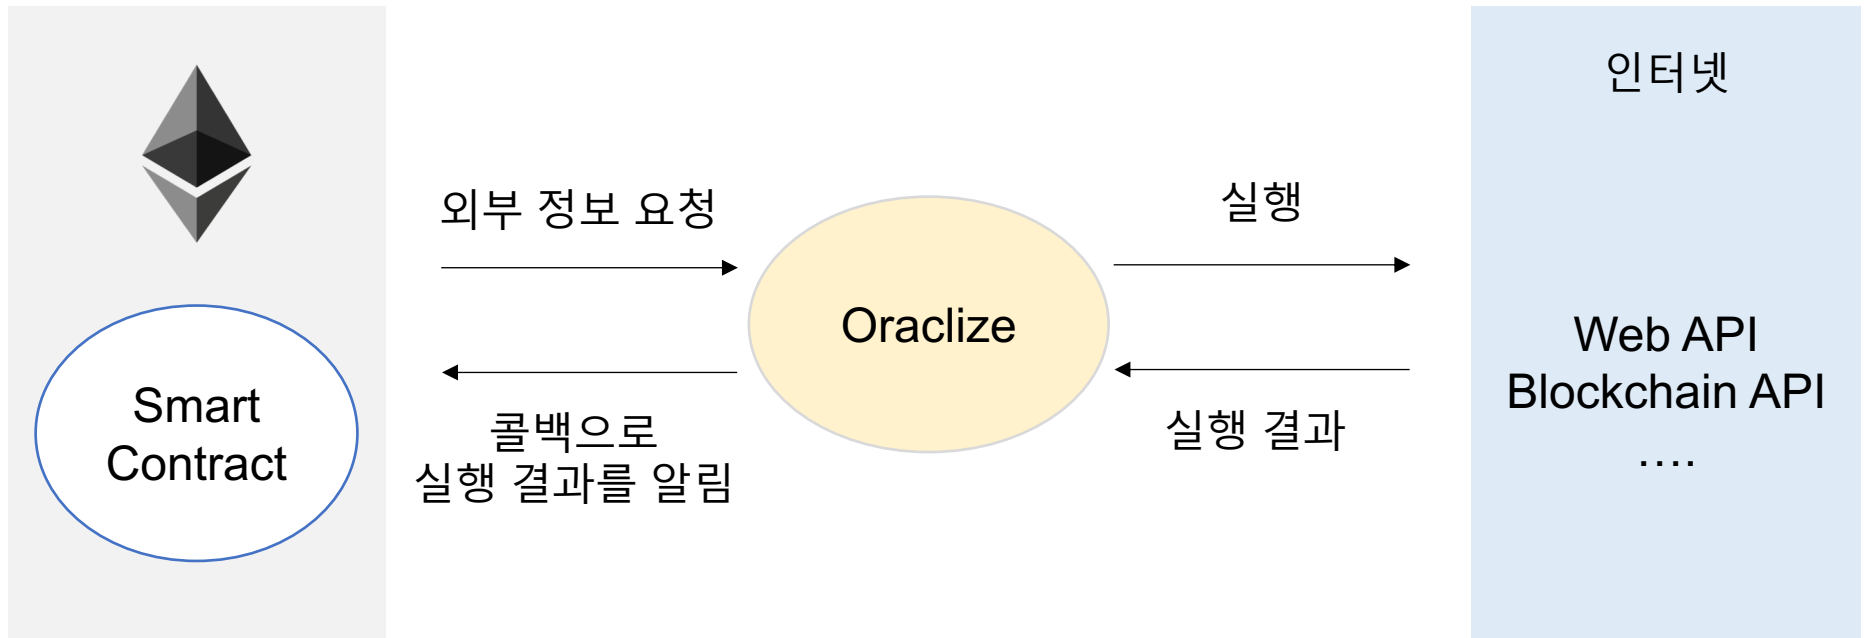 인터넷
외부 정보 요청
실행
Oraclize
Smart
Contract
콜백으로
실행 결과를 알림
실행 결과
Web API
Blockchain API
....